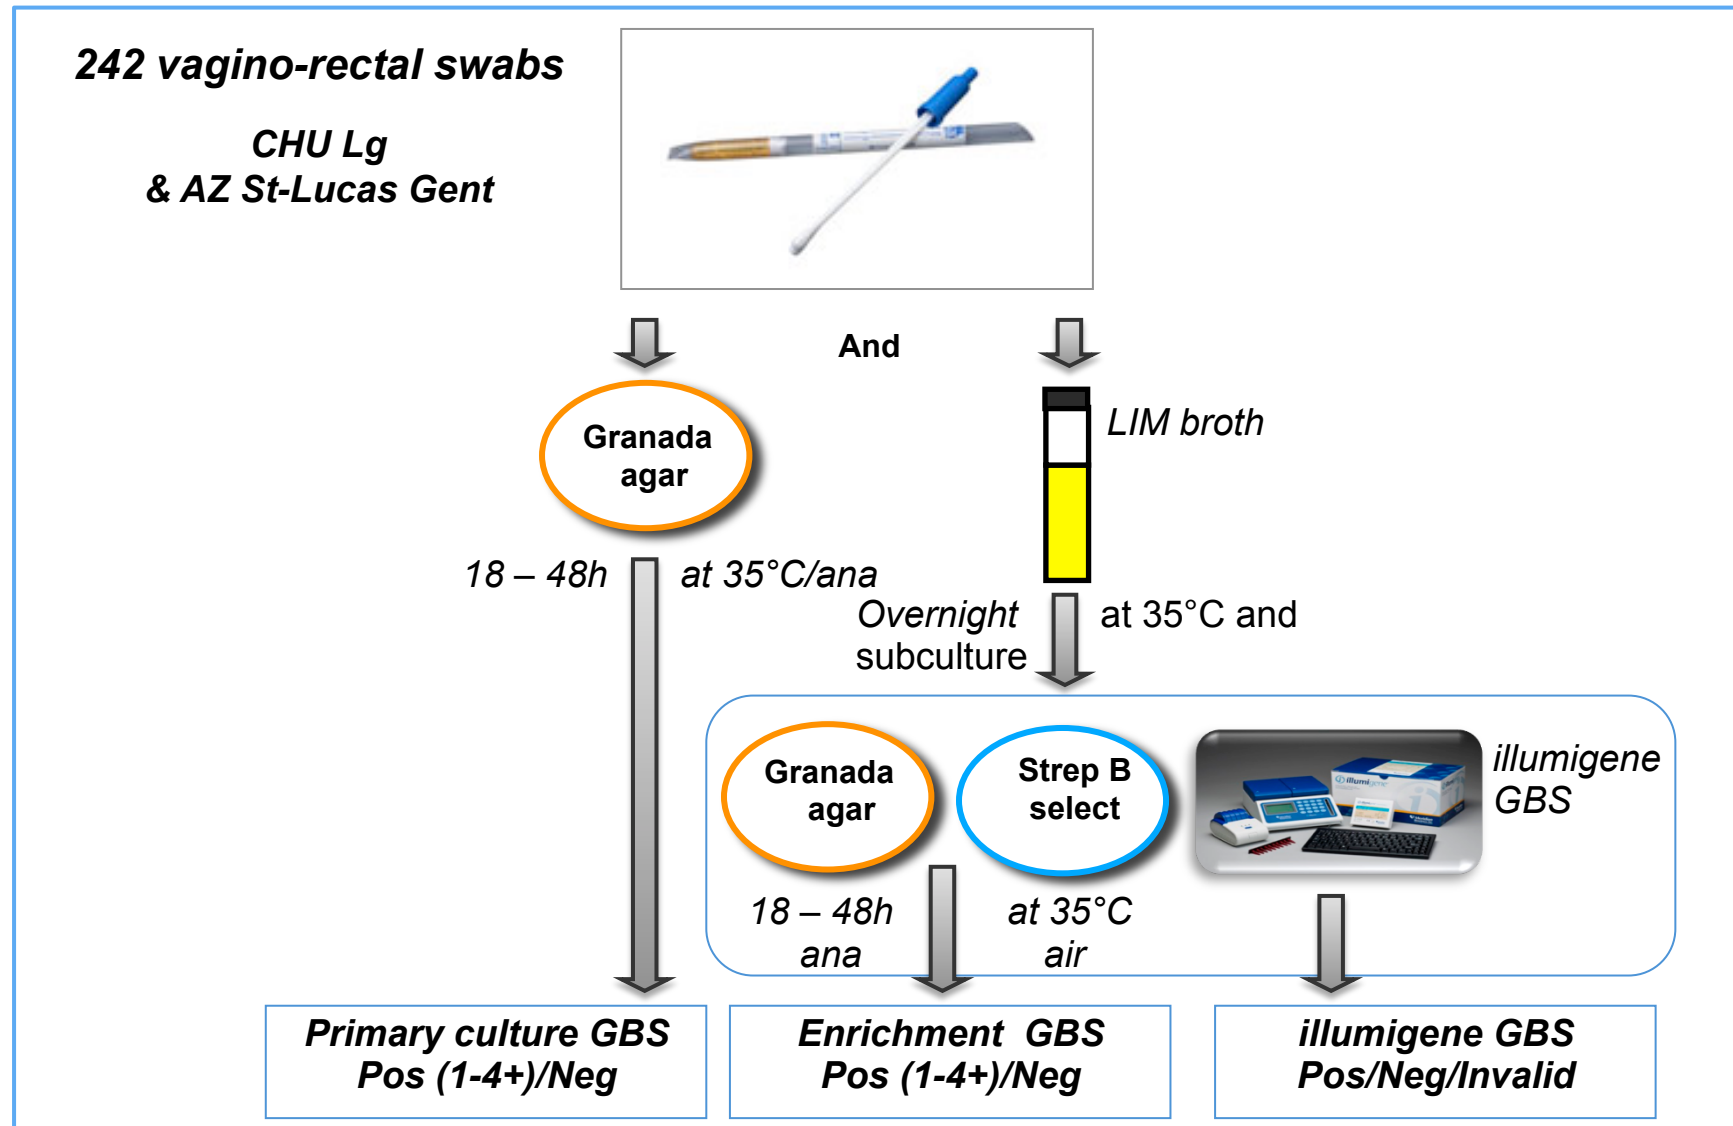 242 vagino-rectal swabs
CHU Lg
& AZ St-Lucas Gent
And
Granada
agar
LIM broth
18 – 48h at 35°C/ana
Overnight at 35°C and
subculture
Granada
agar
Strep B
select
illumigene
illumigene
GBS
18 – 48h at 35°C
ana air
Primary culture GBS
Pos (1-4+)/Neg
Enrichment GBS
Pos (1-4+)/Neg
illumigene GBS
Pos/Neg/Invalid